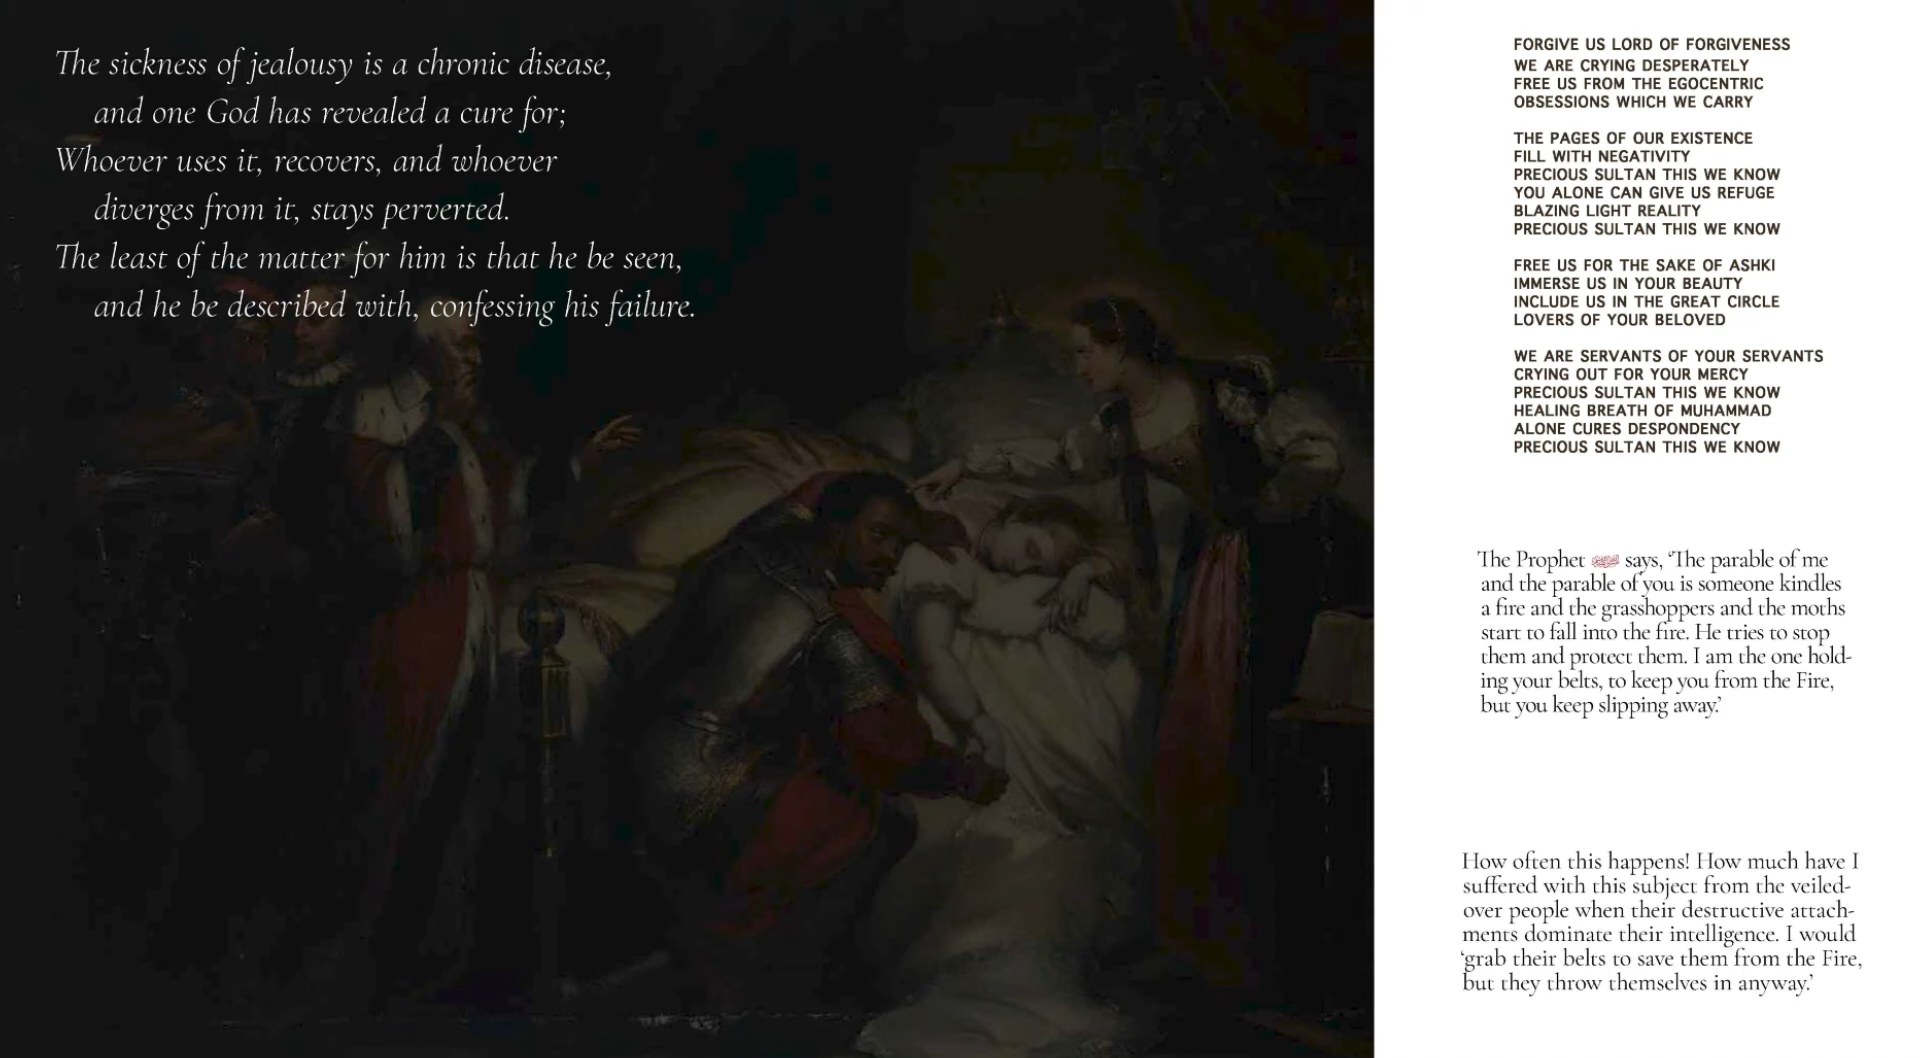 The sickness of jealousy is a chronic disease,
and one God has revealed a cure for;
Whoever uses it, recovers, and whoever
diverges from it, stays perverted.
The least of the matter for him is that he be seen,
and he be described with, confessing his failure.
FORGIVE US LORD OF FORGIVENESS
WE ARE CRYING DESPERATELY
FREE US FROM THE EGOCENTRIC
OBSESSIONS WHICH WE CARRY
THE PAGES OF OUR EXISTENCE
FILL WITH NEGATIVITY
PRECIOUS SULTAN THIS WE KNOW
YOU ALONE CAN GIVE US REFUGE
BLAZING LIGHT REALITY
PRECIOUS SULTAN THIS WE KNOW
FREE US FOR THE SAKE OF ASHKI
IMMERSE US IN YOUR BEAUTY
INCLUDE US IN THE GREAT CIRCLE
LOVERS OF YOUR BELOVED
WE ARE SERVANTS OF YOUR SERVANTS
CRYING OUT FOR YOUR MERCY
PRECIOUS SULTAN THIS WE KNOW
HEALING BREATH OF MUHAMMAD
ALONE CURES DESPONDENCY
PRECIOUS SULTAN THIS WE KNOW
The Prophet says, ‘The parable of me
and the parable of you is someone kindles
a fire and the grasshoppers and the moths
start to fall into the fire. He tries to stop
them and protect them. I am the one hold-
ing your belts, to keep you from the Fire,
but you keep slipping away.’
How often this happens! How much have I
suffered with this subject from the veiled-
over people when their destructive attach-
ments dominate their intelligence. I would
‘grab their belts to save them from the Fire,
but they throw themselves in anyway.’